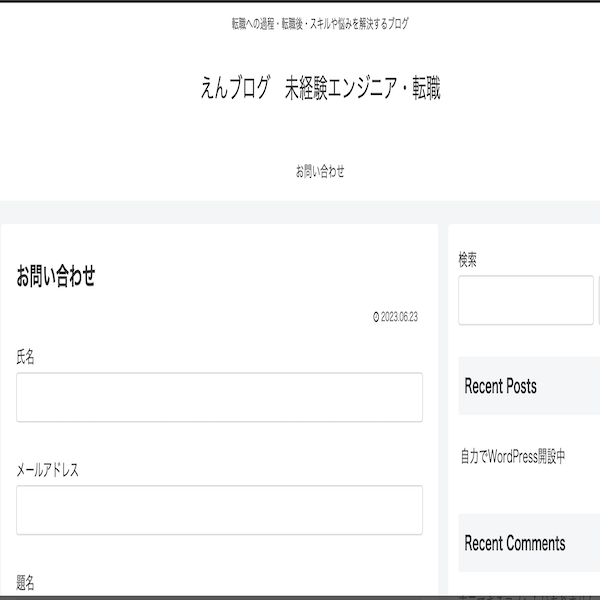 転職への過程・転職後・スキルや悩みを解決するブログ
えんブログ　未経験エンジニア・転職
お問い合わせ
お問い合わせ
2023.06.23
氏名
メールアドレス
題名
検索
Recent Posts
自力でWordPress開設中
Recent Comments